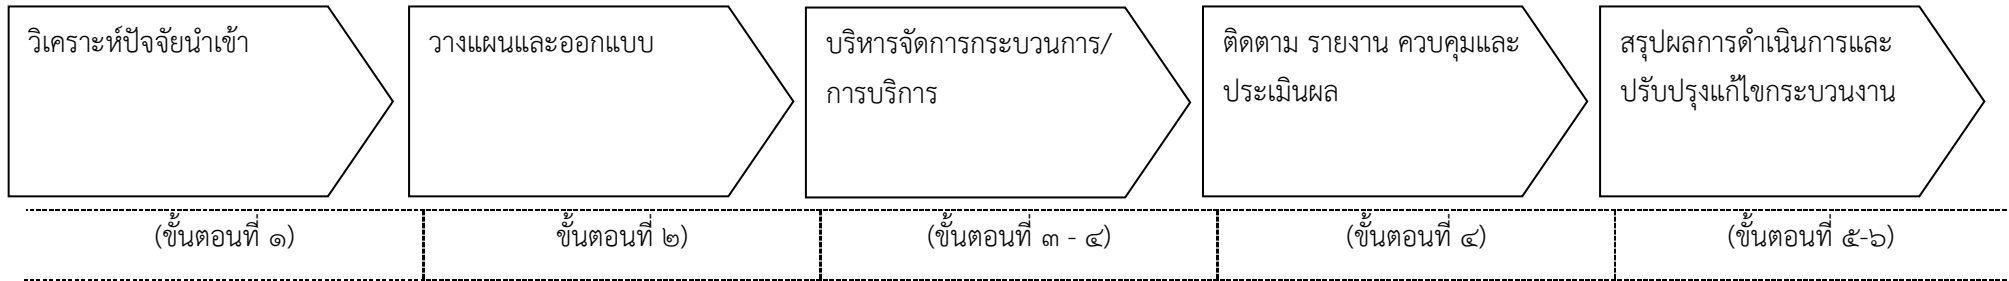 วิเคราะห์ปัจจัยนำเข้า
วางแผนและออกแบบ
บริหารจัดการกระบวนการ/
การบริการ
ติดตาม รายงาน ควบคุมและ
ประเมินผล
สรุปผลการดำเนินการและ
ปรับปรุงแก้ไขกระบวนงาน
(ขั้นตอนที่ ๑)
ขั้นตอนที่ ๒)
(ขั้นตอนที่ ๓ - ๔)
(ขั้นตอนที่ ๔)
(ขั้นตอนที่ ๕-๖)